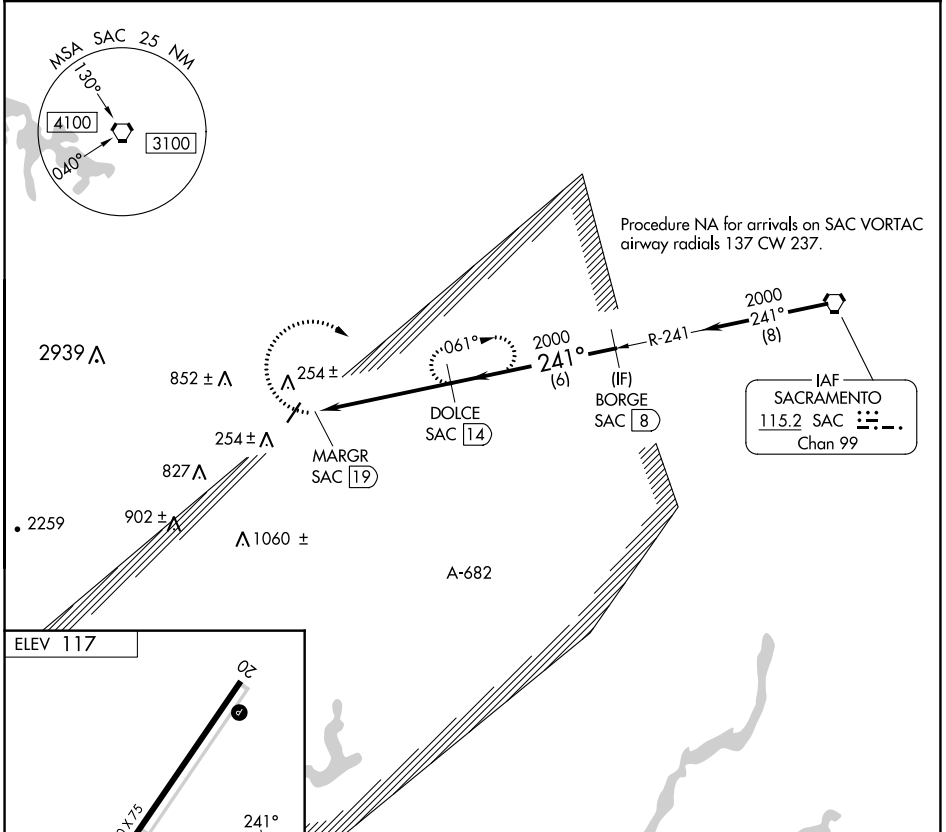 MSA SAC 25 NM
130°
4100
3100
040°
Procedure NA for arrivals on SAC VORTAC
airway radials 137 CW 237.
2000
241°
(8)
R-241
2000
241°
(6)
061°
(IF)
BORGE
SAC 8
IAF
SACRAMENTO
115.2 SAC
Chan 99
2939
852 ±
254 ±
DOLCE
SAC 14
254 ±
MARGR
SAC 19
827
2259
902 ±
1060 ±
A-682
ELEV 117
20
X 75
241°